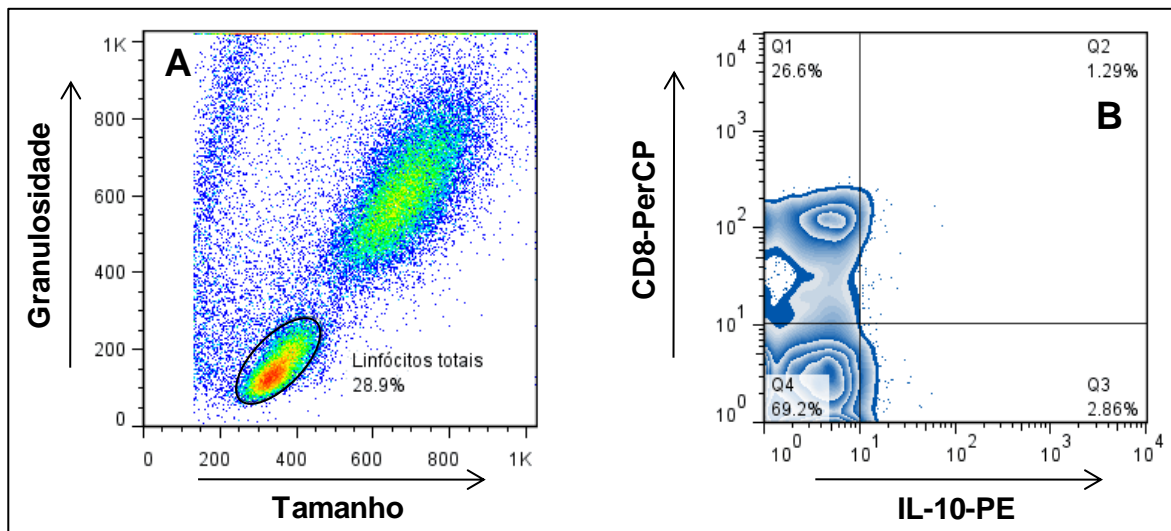 A
Granulosidade
1K
800
600
400
200
0
Linfócitos totais
28.9%
0 200 400 600 800 1K
Tamanho
B
CD8-PerCP
10^4
10^3
10^2
10^1
10^0
Q1
26.6%
Q2
1.29%
Q4
69.2%
Q3
2.86%
10^0 10^1 10^2 10^3 10^4
IL-10-PE